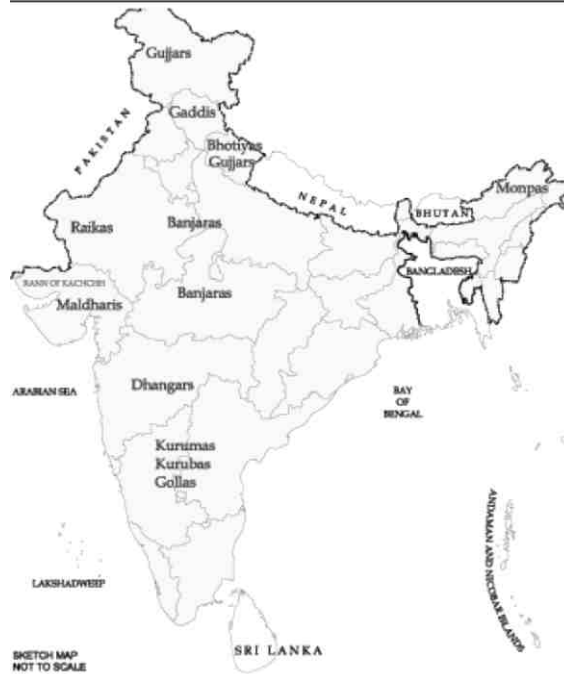 Gujjars
Gaddis
PAKISTAN
Bhotiyas
Gujjars
NEPAL
BHUTAN
Monpas
Raikas
Banjaras
BANGLADESH
RANN OF KACHCHH
Banjaras
Maldharis
ARABIAN SEA
Dhangars
BAY
OF
BENGAL
Kurumas
Kurubas
Gollas
ANDAMAN AND NICOBAR ISLANDS
LAKSHADWEEP
SRI LANKA
SKETCH MAP
NOT TO SCALE